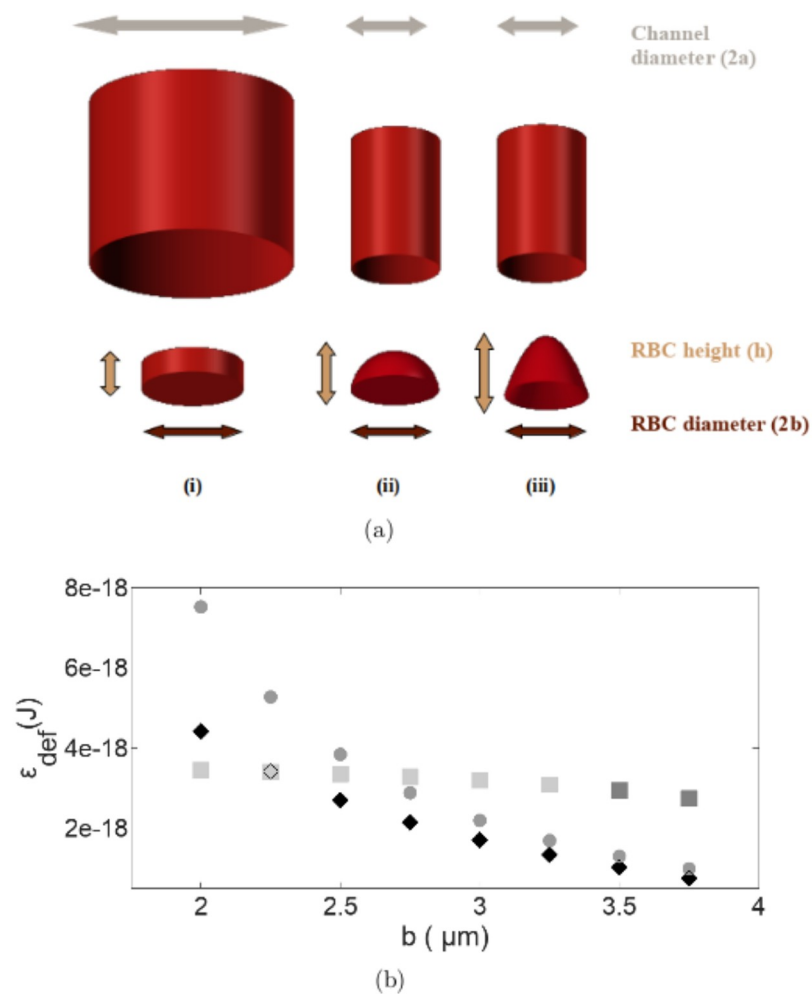 Channel
diameter (2a)
RBC height (h)
RBC diameter (2b)
(i)
(ii)
(iii)
(a)
8e-18
6e-18
4e-18
2e-18
ε_def(J)
2
2.5
3
3.5
4
b ( μm)
(b)